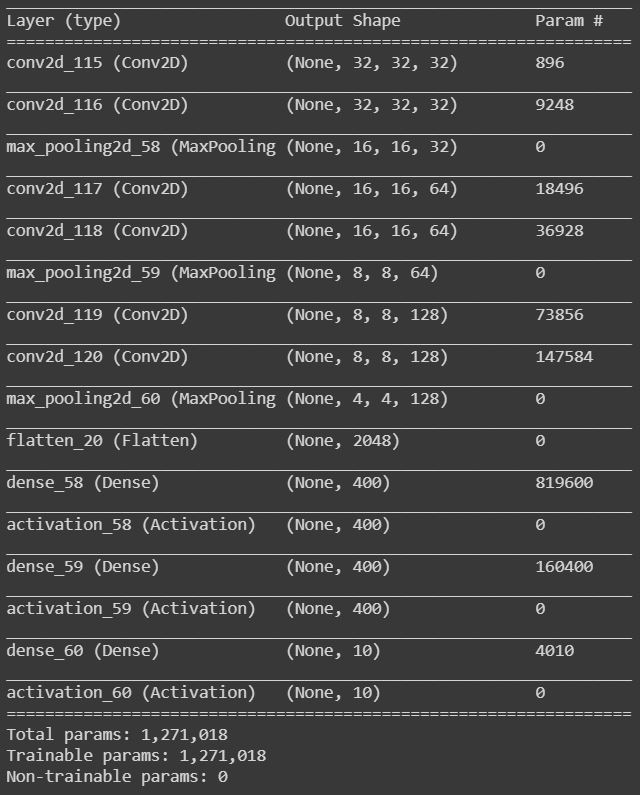 Layer (type) Output Shape Param #
conv2d_115 (Conv2D) (None, 32, 32, 32) 896
conv2d_116 (Conv2D) (None, 32, 32, 32) 9248
max_pooling2d_58 (MaxPooling (None, 16, 16, 32) 0
conv2d_117 (Conv2D) (None, 16, 16, 64) 18496
conv2d_118 (Conv2D) (None, 16, 16, 64) 36928
max_pooling2d_59 (MaxPooling (None, 8, 8, 64) 0
conv2d_119 (Conv2D) (None, 8, 8, 128) 73856
conv2d_120 (Conv2D) (None, 8, 8, 128) 147584
max_pooling2d_60 (MaxPooling (None, 4, 4, 128) 0
flatten_20 (Flatten) (None, 2048) 0
dense_58 (Dense) (None, 400) 819600
activation_58 (Activation) (None, 400) 0
dense_59 (Dense) (None, 400) 160400
activation_59 (Activation) (None, 400) 0
dense_60 (Dense) (None, 10) 4010
activation_60 (Activation) (None, 10) 0
Total params: 1,271,018
Trainable params: 1,271,018
Non-trainable params: 0